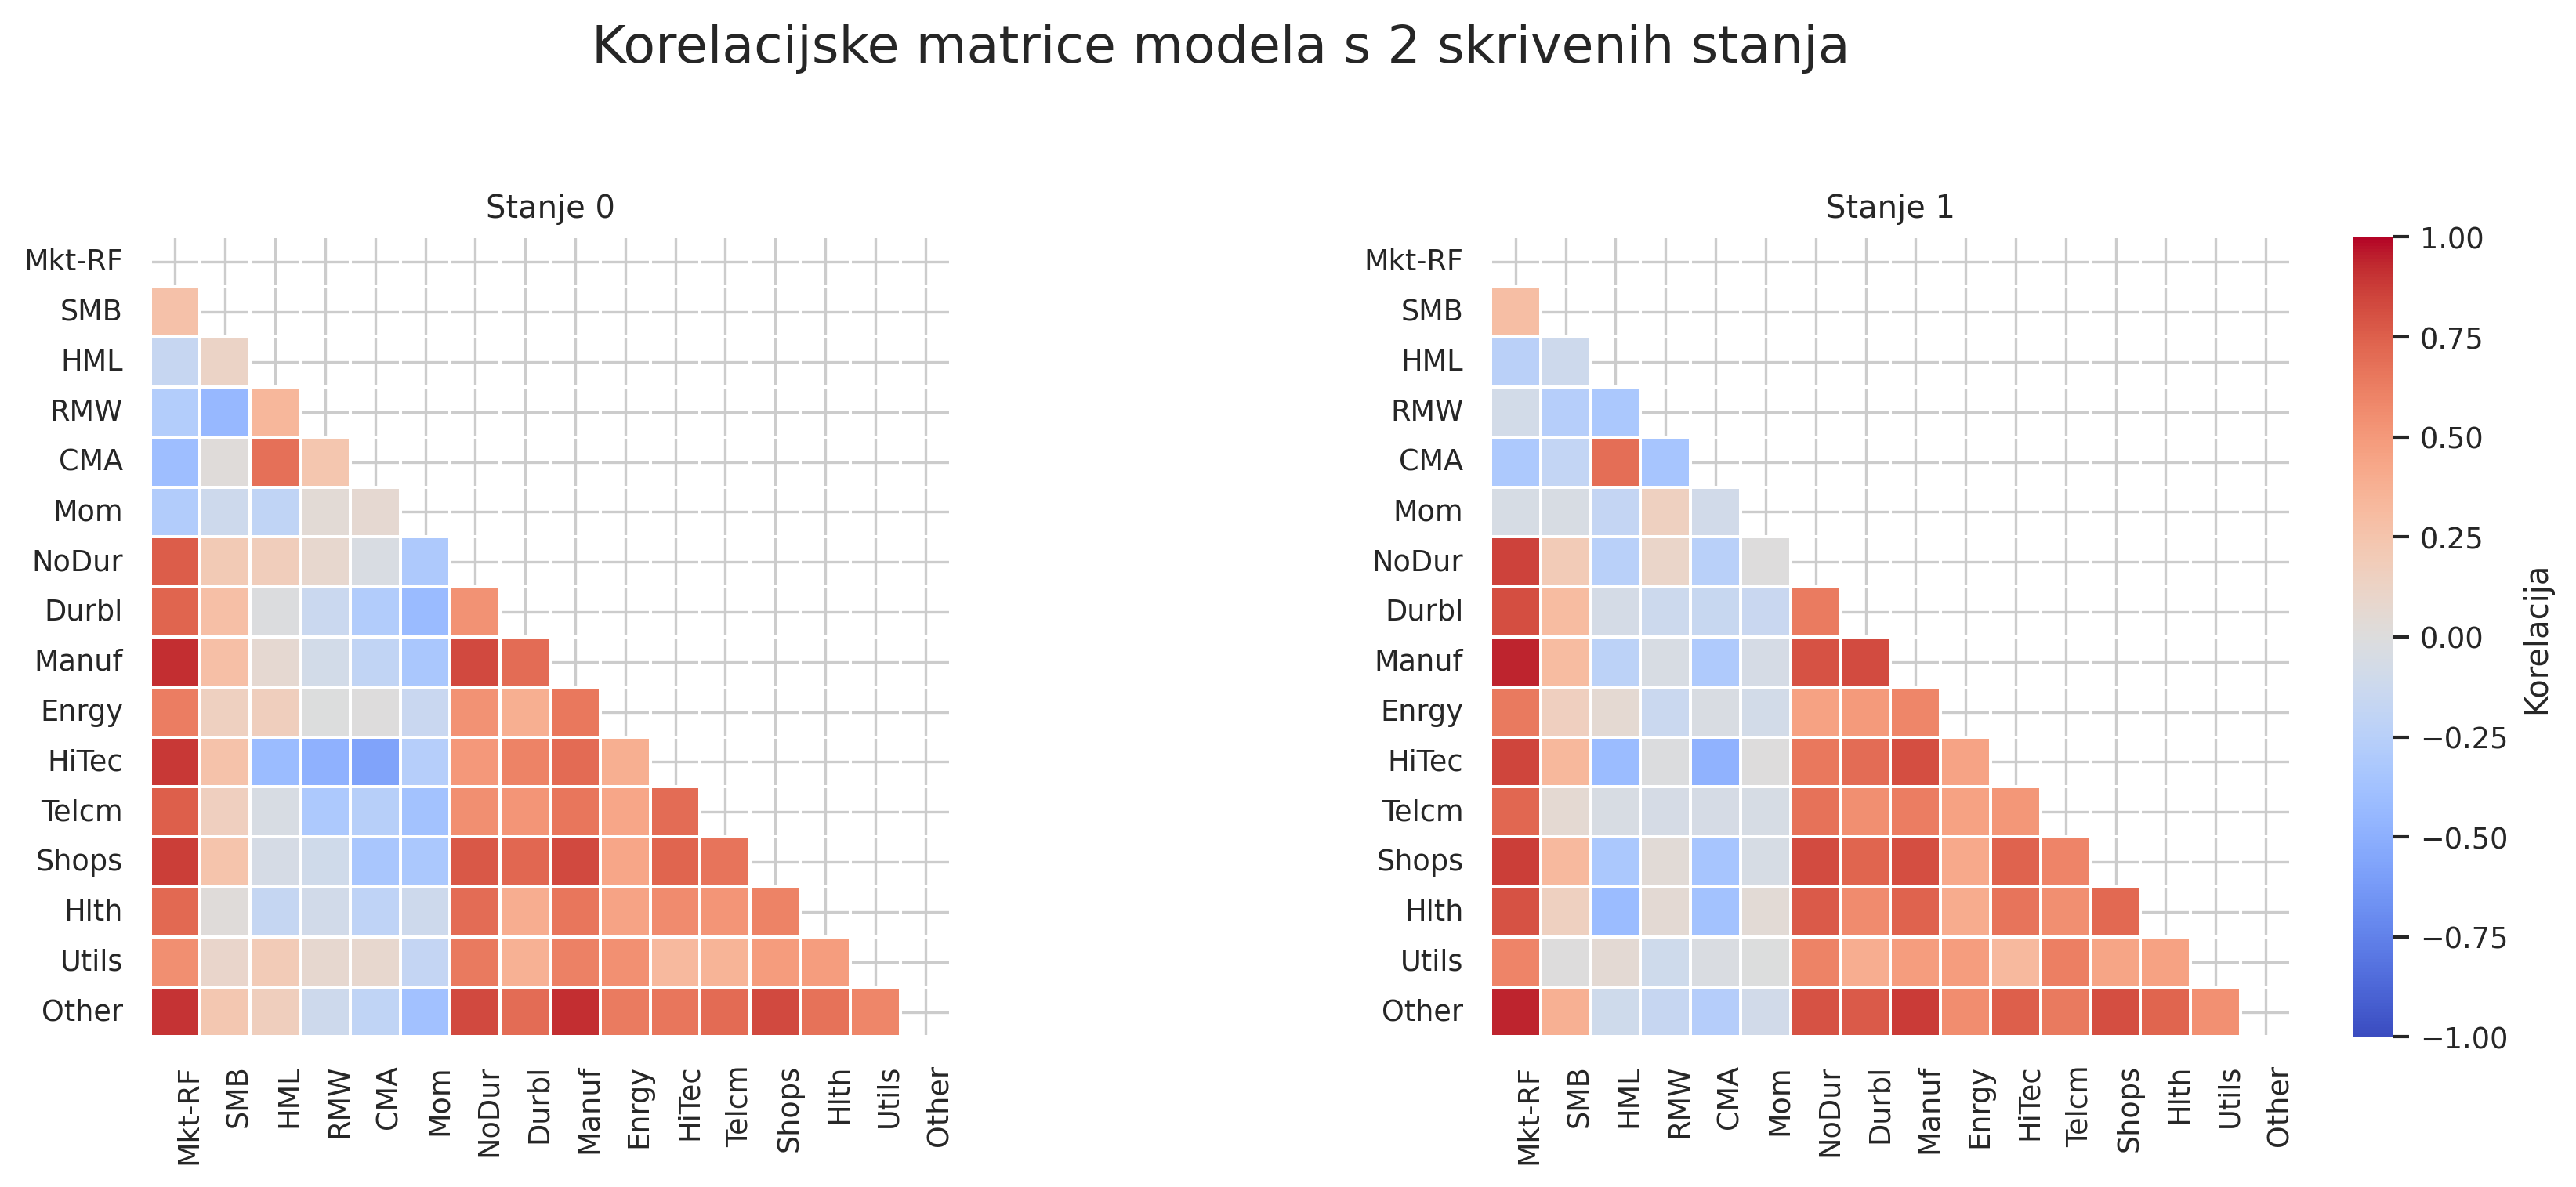 Korelacijske matrice modela s 2 skrivenih stanja
Stanje 0
Mkt-RF
SMB
HML
RMW
CMA
Mom
NoDur
Durbl
Manuf
Enrgy
HiTec
Telcm
Shops
Hlth
Utils
Other
Mkt-RF
SMB
HML
RMW
CMA
Mom
NoDur
Durbl
Manuf
Enrgy
HiTec
Telcm
Shops
Hlth
Utils
Other
Stanje 1
Mkt-RF
SMB
HML
RMW
CMA
Mom
NoDur
Durbl
Manuf
Enrgy
HiTec
Telcm
Shops
Hlth
Utils
Other
Mkt-RF
SMB
HML
RMW
CMA
Mom
NoDur
Durbl
Manuf
Enrgy
HiTec
Telcm
Shops
Hlth
Utils
Other
1.00
0.75
0.50
0.25
0.00
−0.25
−0.50
−0.75
−1.00
Korelacija